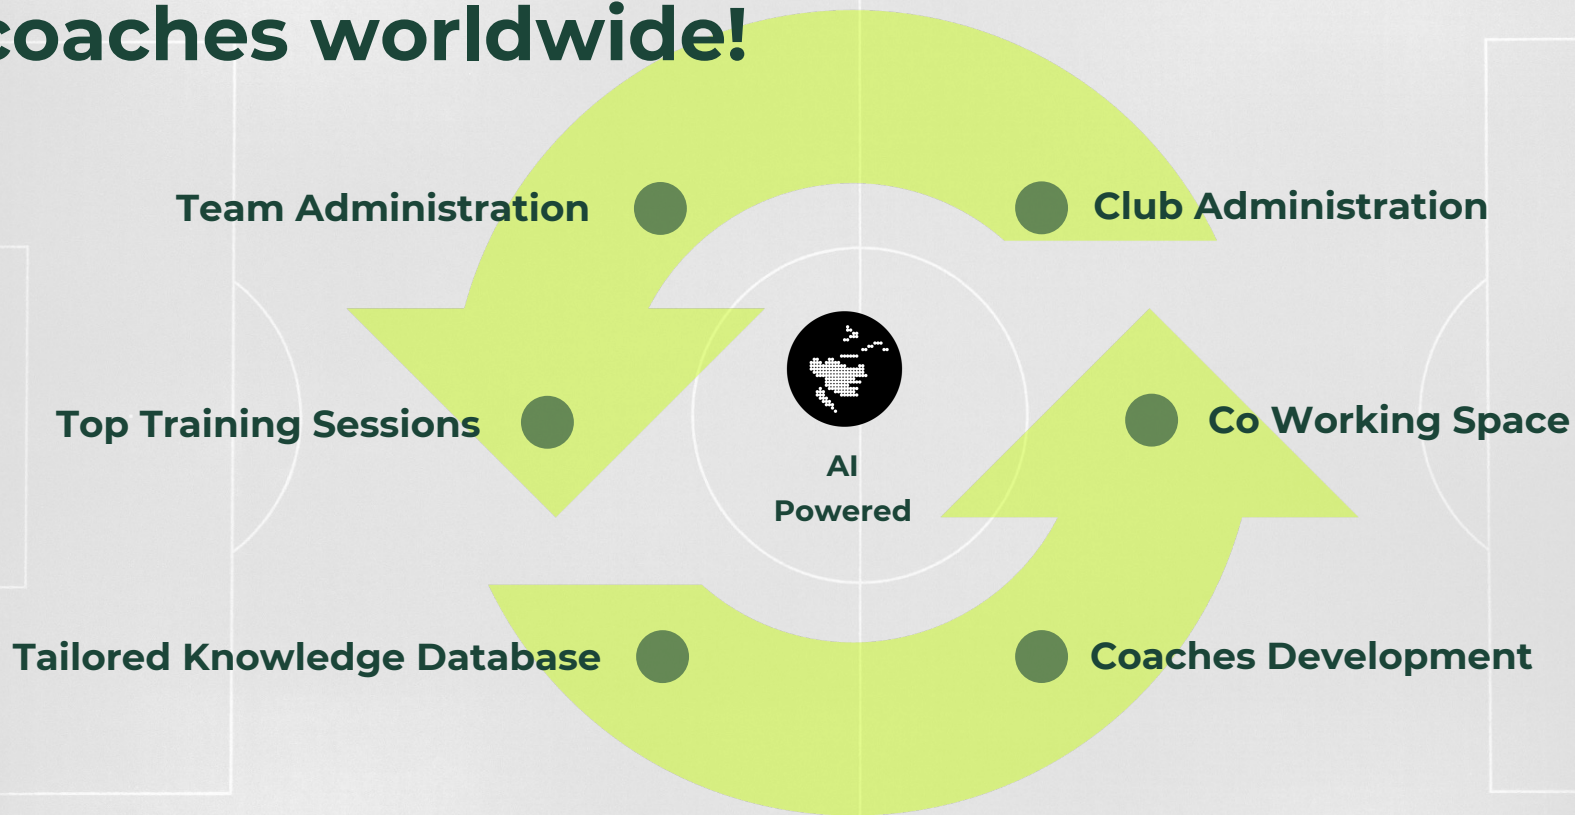 coaches worldwide!
Team Administration
Club Administration
Top Training Sessions
Co Working Space
AI
Powered
Tailored Knowledge Database
Coaches Development